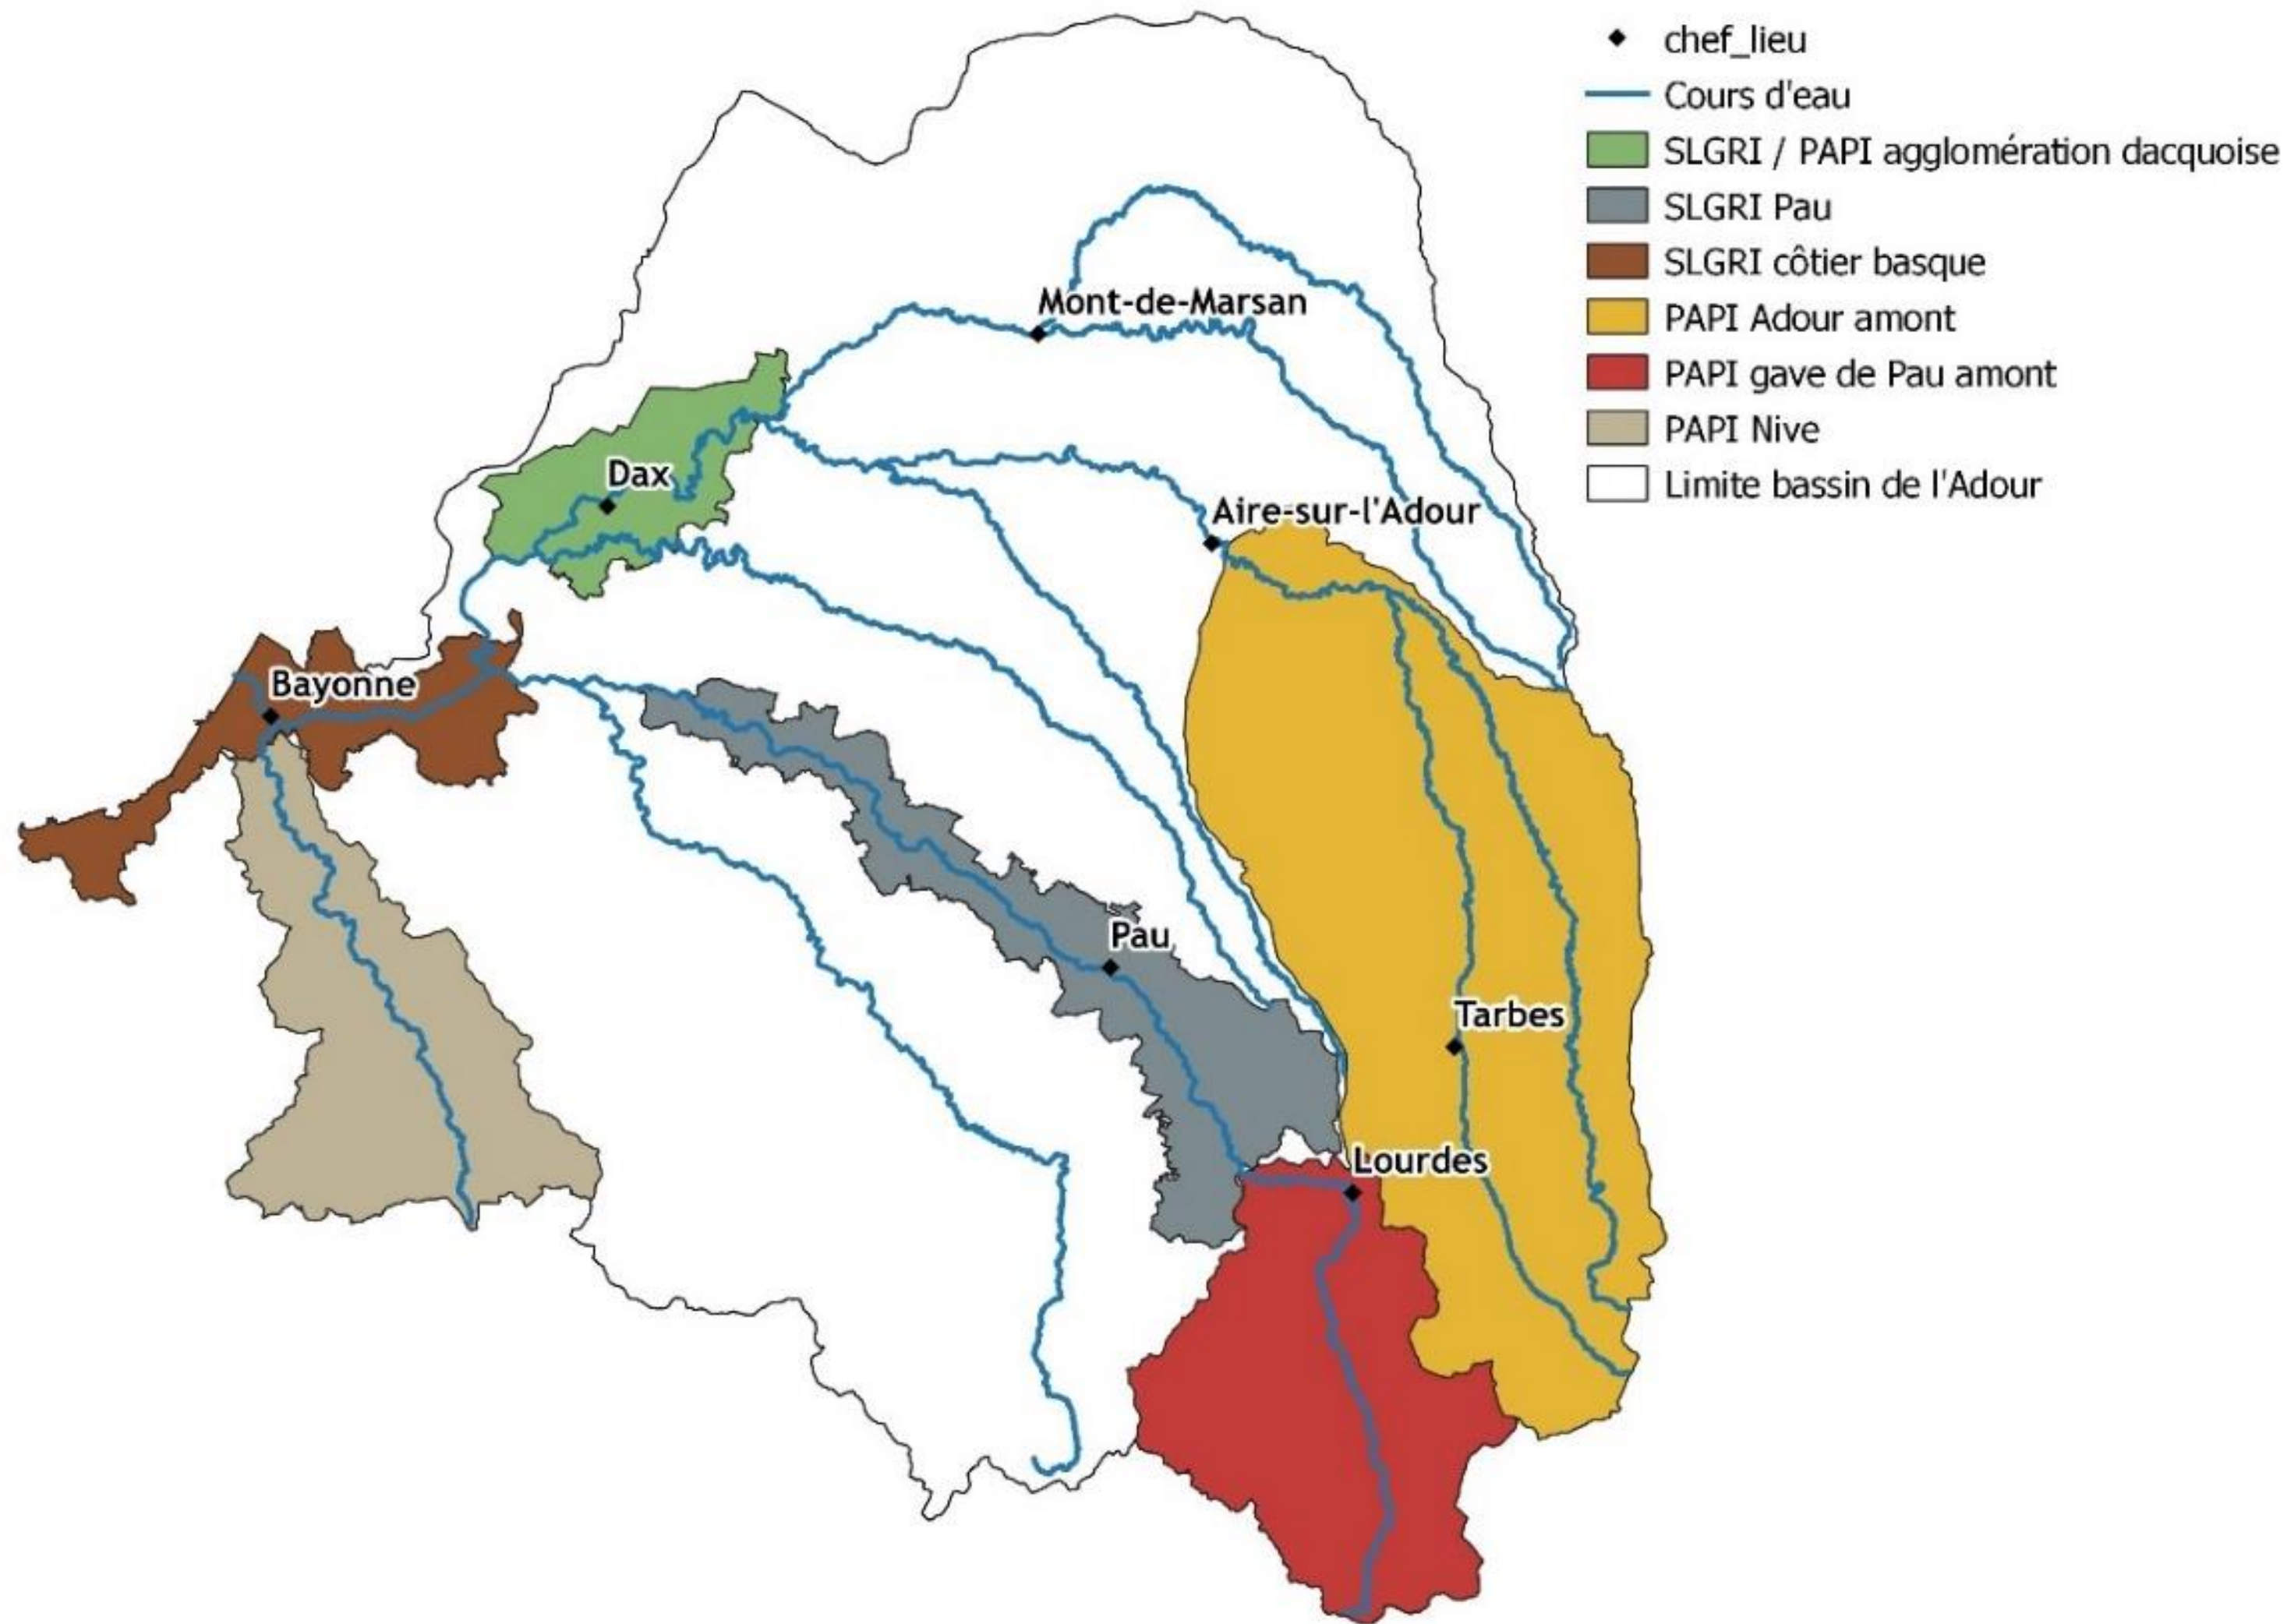 chef_lieu
Cours d'eau
SLGRI / PAPI agglomération dacquoise
SLGRI Pau
SLGRI côtier basque
PAPI Adour amont
PAPI gave de Pau amont
PAPI Nive
Limite bassin de l'Adour
Mont-de-Marsan
Dax
Aire-sur-l'Adour
Bayonne
Pau
Tarbes
Lourdes